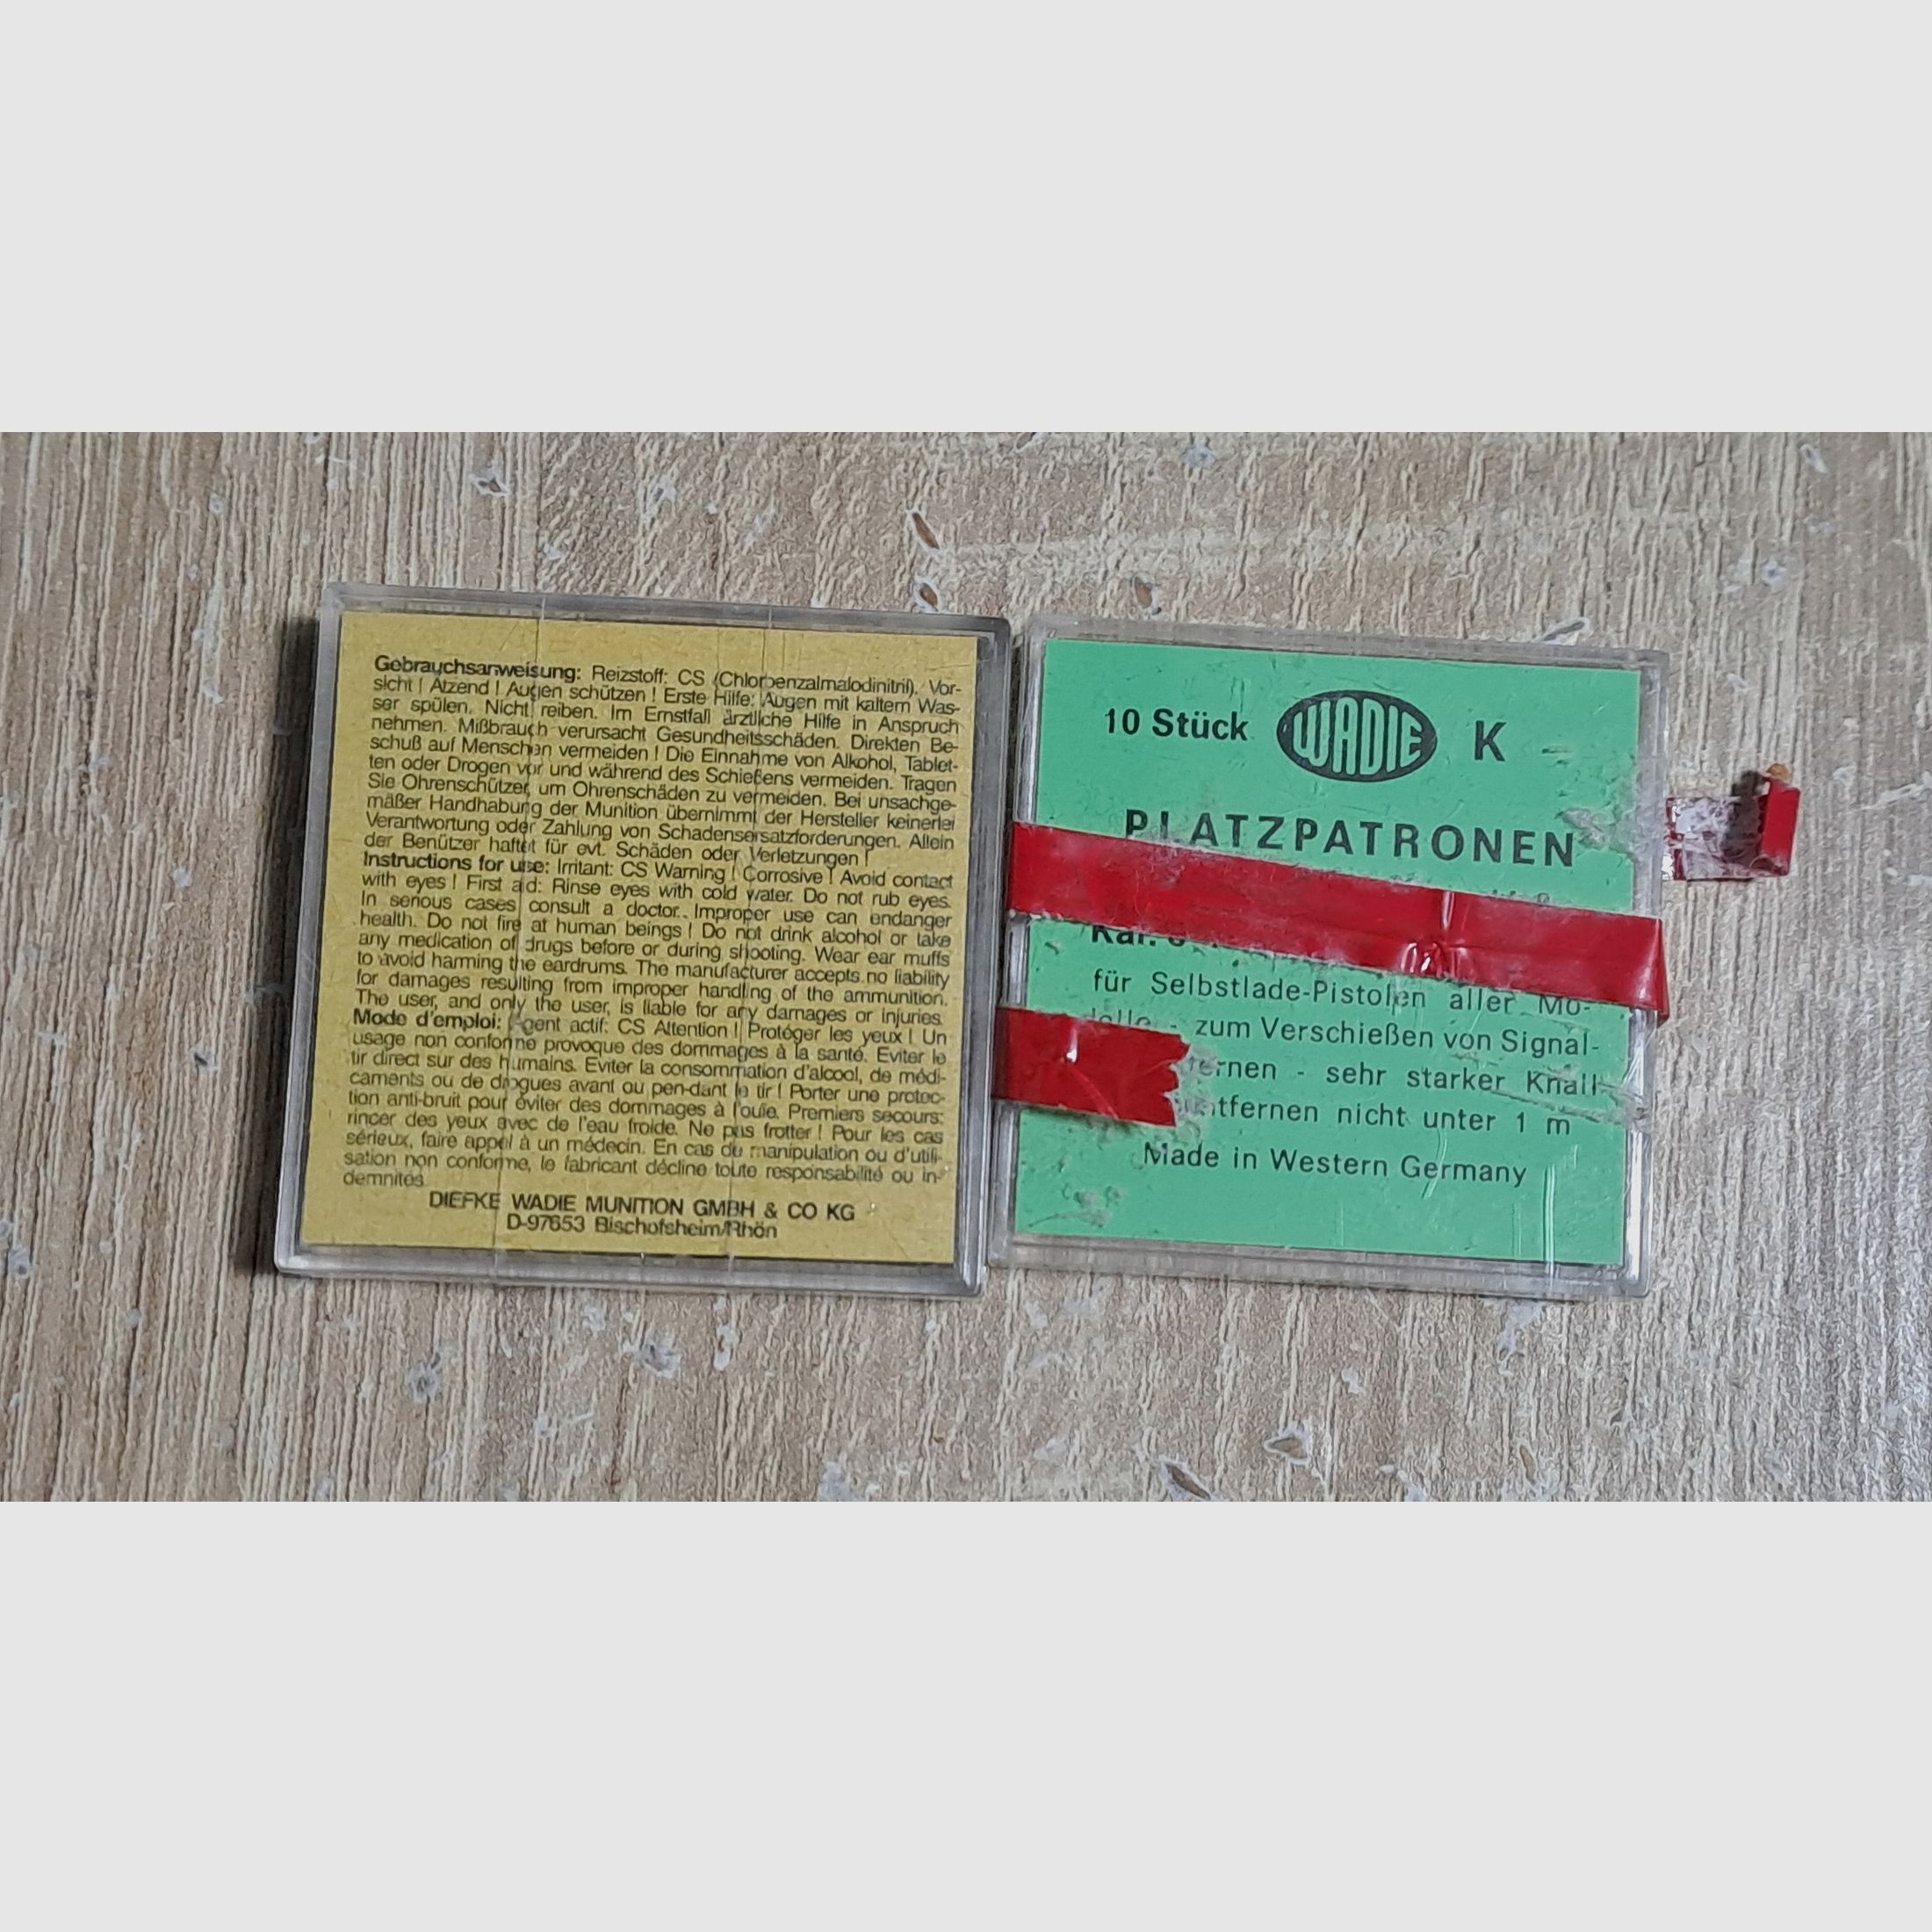 Gebrauchsanweisung: Reizstoff: CS (Chlorbenzalmalodinitril). Vor-
sicht ! Ätzend ! Augen schützen ! Erste Hilfe: Augen mit kaltem Was-
ser spülen. Nicht reiben. Im Ernstfall ärztliche Hilfe in Anspruch
nehmen. Mißbrauch verursacht Gesundheitsschäden. Direkten Be-
schuß auf Menschen vermeiden ! Die Einnahme von Alkohol, Tablet-
ten oder Drogen vor und während des Schießens vermeiden. Tragen
Sie Ohrenschützer, um Ohrenschäden zu vermeiden. Bei unsachge-
mäßer Handhabung der Munition übernimmt der Hersteller keinerlei
Verantwortung oder Zahlung von Schadensersatzforderungen. Allein
der Benützer haftet für evt. Schäden oder Verletzungen !
Instructions for use: Irritant: CS Warning ! Corrosive ! Avoid contact
with eyes ! First aid: Rinse eyes with cold water. Do not rub eyes.
In serious cases consult a doctor. Improper use can endanger
health. Do not fire at human beings ! Do not drink alcohol or take
any medication of drugs before or during shooting. Wear ear muffs
to avoid harming the eardrums. The manufacturer accepts no liability
for damages resulting from improper handling of the ammunition.
The user, and only the user, is liable for any damages or injuries.
Mode d'emploi: Agent actif: CS Attention ! Protéger les yeux ! Un
usage non conforme provoque des dommages à la santé. Eviter le
tir direct sur des humains. Eviter la consommation d'alcool, de médi-
caments ou de drogues avant ou pen-dant le tir ! Porter une protec-
tion anti-bruit pour éviter des dommages à l'ouïe. Premiers secours:
rincer des yeux avec de l'eau froide. Ne pas frotter ! Pour les cas
sérieux, faire appel à un médecin. En cas de manipulation ou d'utili-
sation non conforme, le fabricant décline toute responsabilité ou in-
demnités
DIEFKE WADIE MUNITION GMBH & CO KG
D-97653 Bischofsheim/Rhön
10 Stück WADIE K
PLATZPATRONEN
Kal.
für Selbstlade-Pistolen aller Mo-
zum Verschießen von Signal-
- sehr starker Knall
nicht unter 1 m
Made in Western Germany